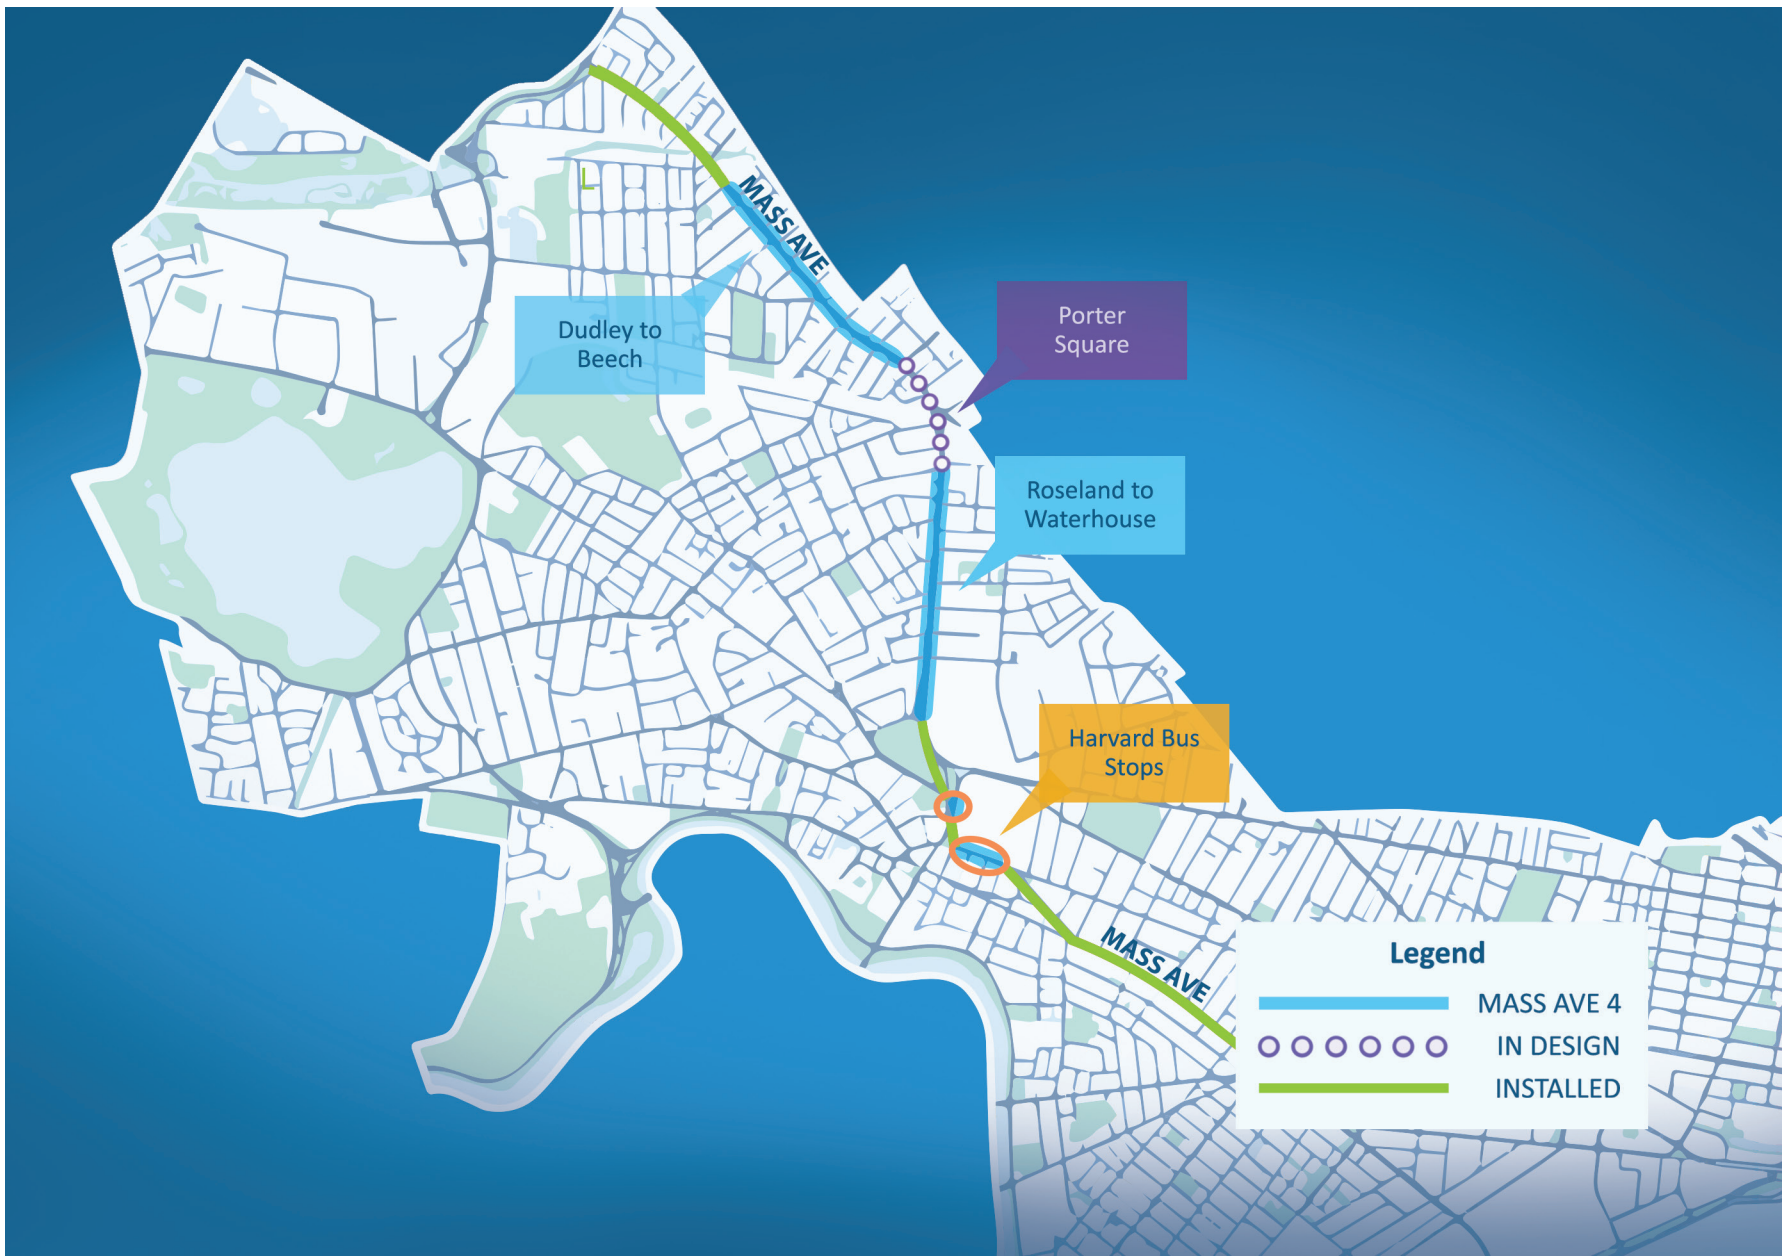 L
MASS AVE
Dudley to
Beech
Porter
Square
Roseland to
Waterhouse
Harvard Bus
Stops
MASS AVE
Legend
MASS AVE 4
IN DESIGN
INSTALLED